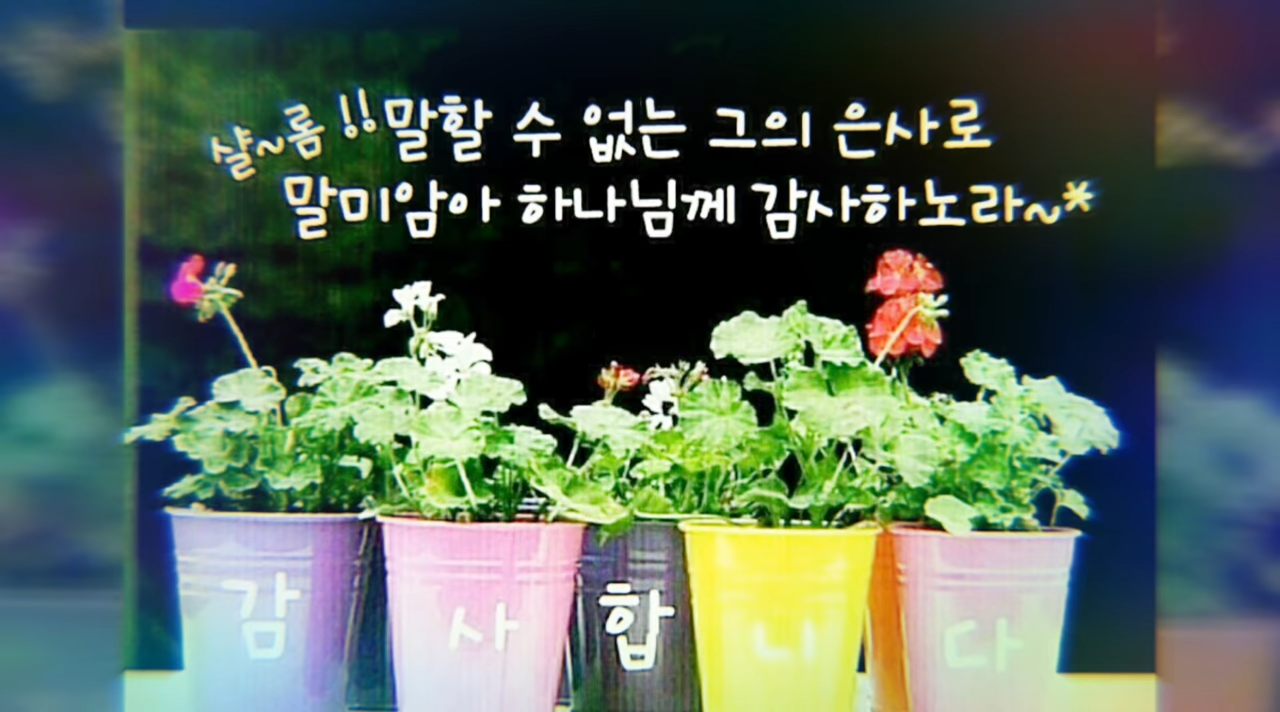 샬~롬 !! 말할 수 없는 그의 은사로
말미암아 하나님께 감사하노라~*
감 사 합 니 다